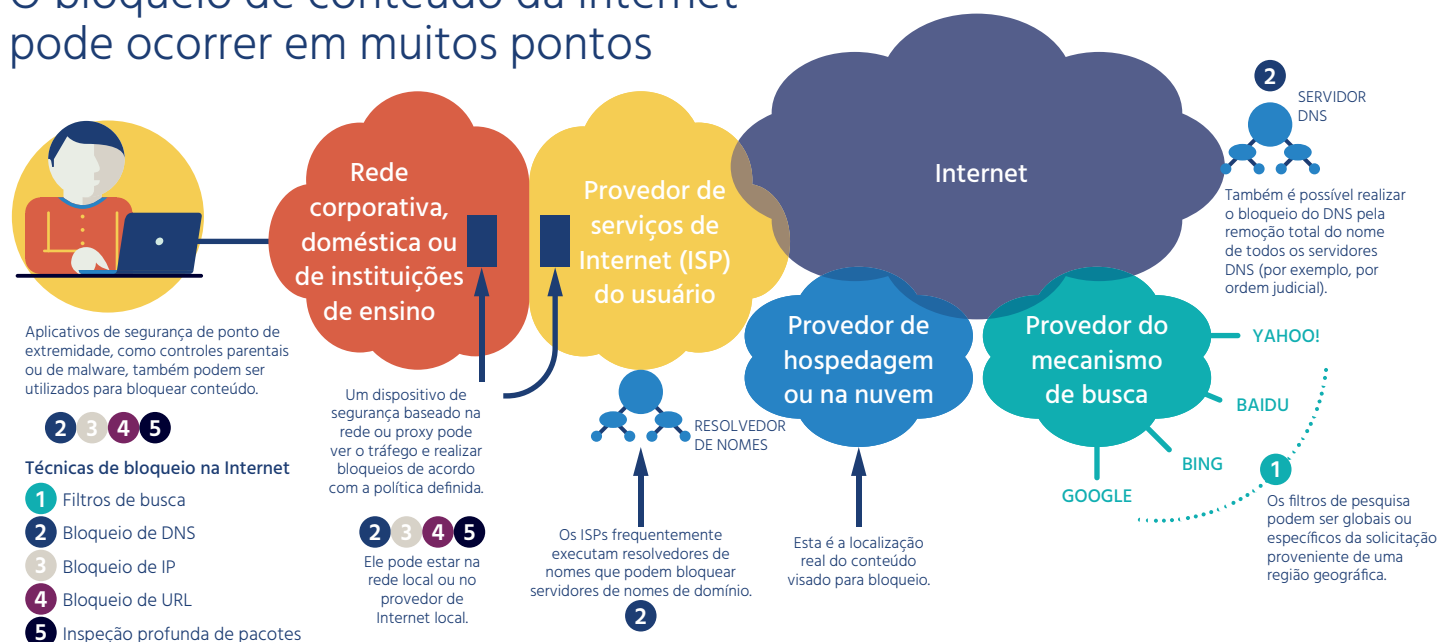 O bloqueio de conteúdo da Internet
pode ocorrer em muitos pontos
Rede
corporativa,
doméstica ou
de instituições
de ensino
Provedor de
serviços de
Internet (ISP)
do usuário
Internet
2
SERVIDOR
DNS
Também é possível realizar
o bloqueio do DNS pela
remoção total do nome
de todos os servidores
DNS (por exemplo, por
ordem judicial).
Aplicativos de segurança de ponto de
extremidade, como controles parentais
ou de malware, também podem ser
utilizados para bloquear conteúdo.
2 3 4 5
Técnicas de bloqueio na Internet
1 Filtros de busca
2 Bloqueio de DNS
3 Bloqueio de IP
4 Bloqueio de URL
5 Inspeção profunda de pacotes
Um dispositivo de
segurança baseado na
rede ou proxy pode
ver o tráfego e realizar
bloqueios de acordo
com a política definida.
2 3 4 5
Ele pode estar na
rede local ou no
provedor de
Internet local.
RESOLVEDOR
DE NOMES
Os ISPs frequentemente
executam resolvedores de
nomes que podem bloquear
servidores de nomes de domínio.
2
Provedor de
hospedagem
ou na nuvem
Esta é a localização
real do conteúdo
visado para bloqueio.
Provedor do
mecanismo
de busca
YAHOO!
BAIDU
BING
GOOGLE
1
Os filtros de pesquisa
podem ser globais ou
específicos da solicitação
proveniente de uma
região geográfica.